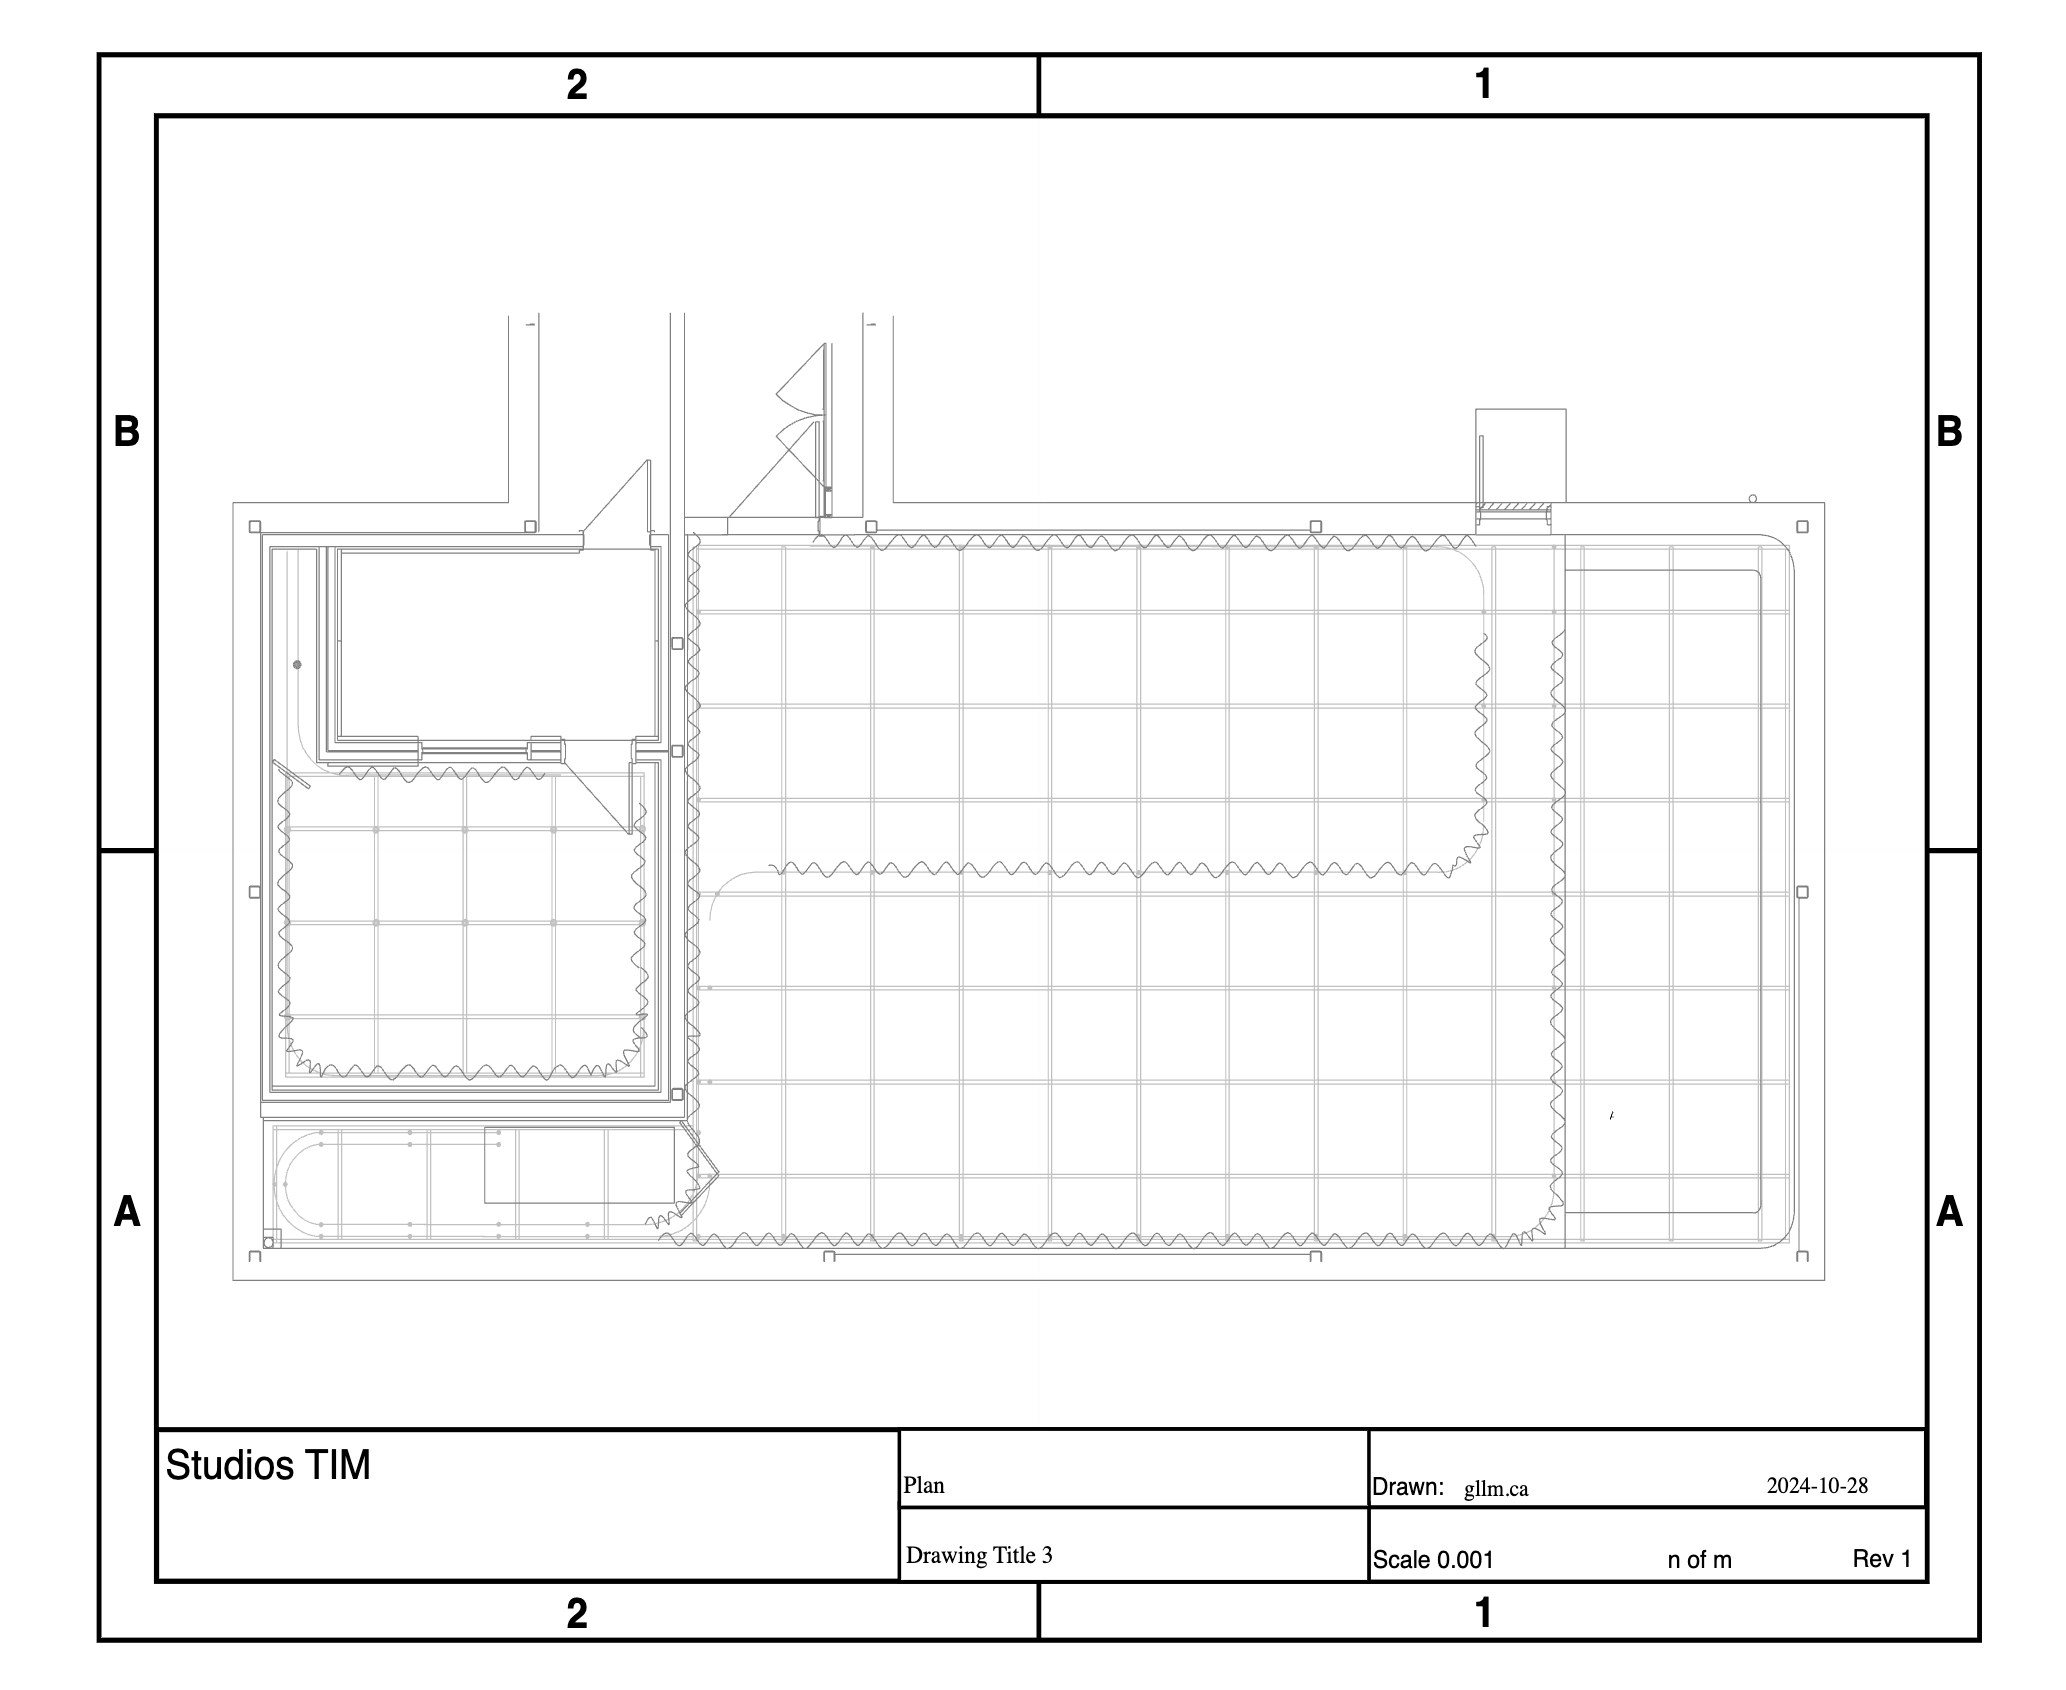 2 1
B B
A A
Studios TIM
Plan
Drawn: gllm.ca 2024-10-28
Drawing Title 3
Scale 0.001 n of m Rev 1
2 1